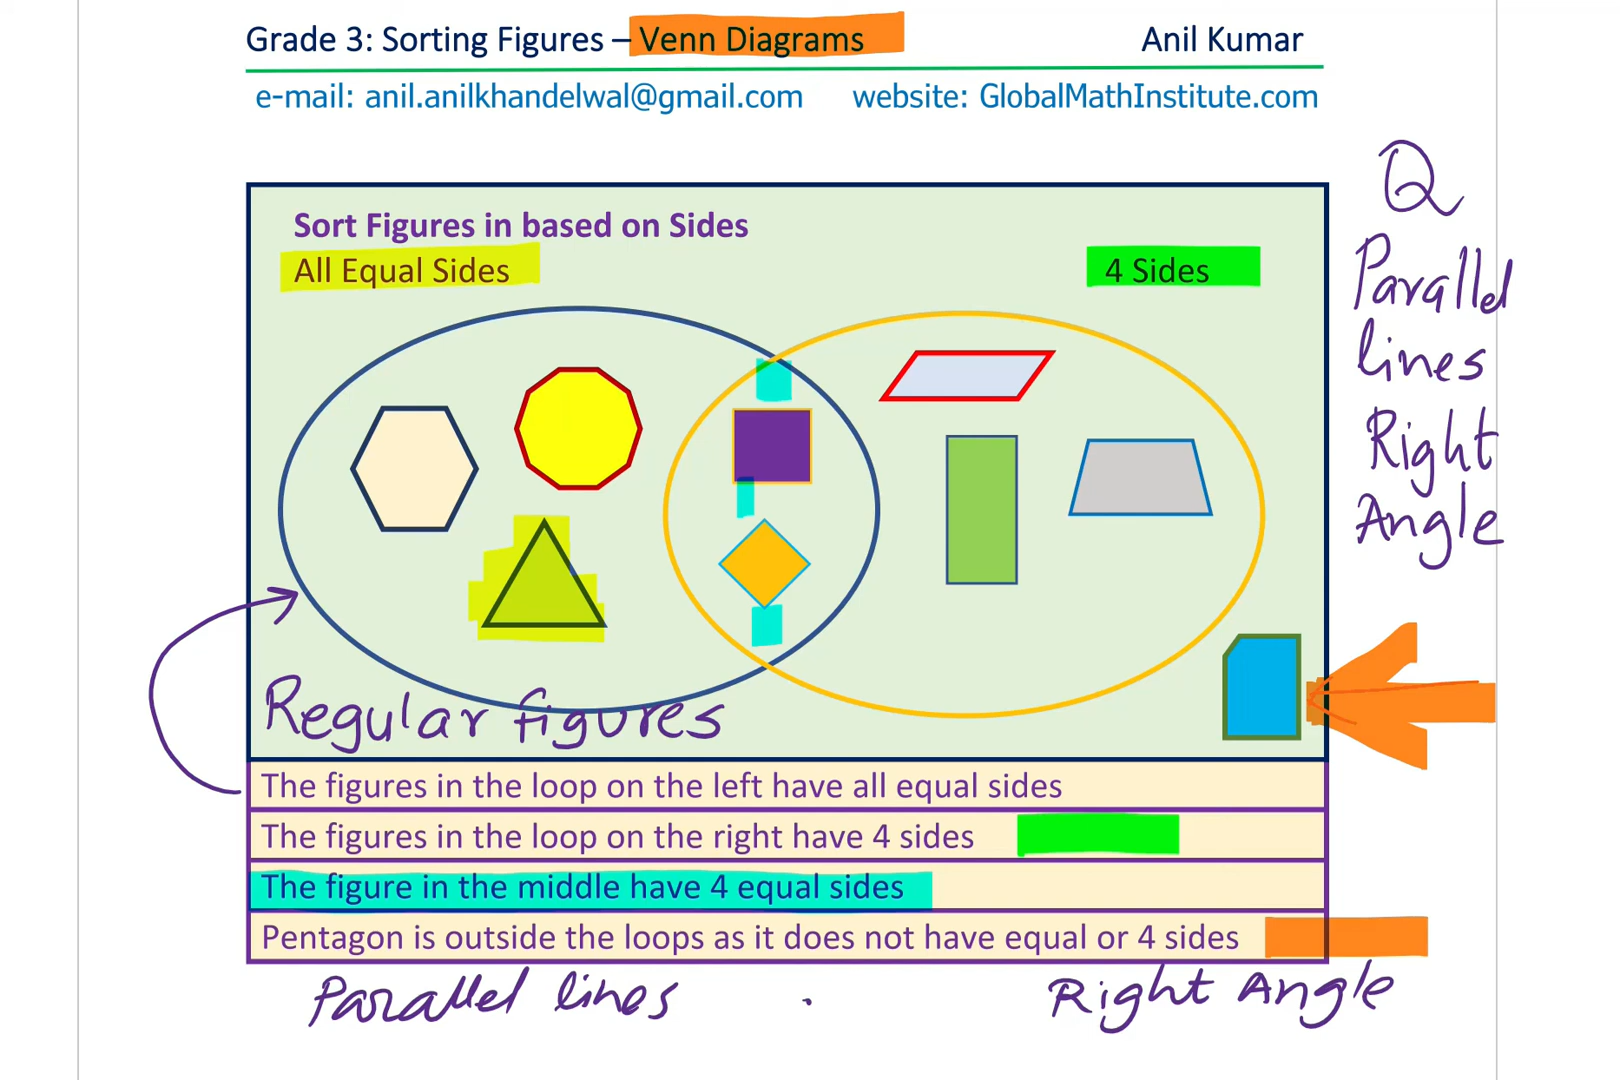 Grade 3: Sorting Figures – Venn Diagrams Anil Kumar
e-mail: anil.anilkhandelwal@gmail.com website: GlobalMathInstitute.com
Q
Parallel
lines
Right
Angle
Sort Figures in based on Sides
All Equal Sides 4 Sides
Regular figures
The figures in the loop on the left have all equal sides
The figures in the loop on the right have 4 sides
The figure in the middle have 4 equal sides
Pentagon is outside the loops as it does not have equal or 4 sides
Parallel lines . Right Angle